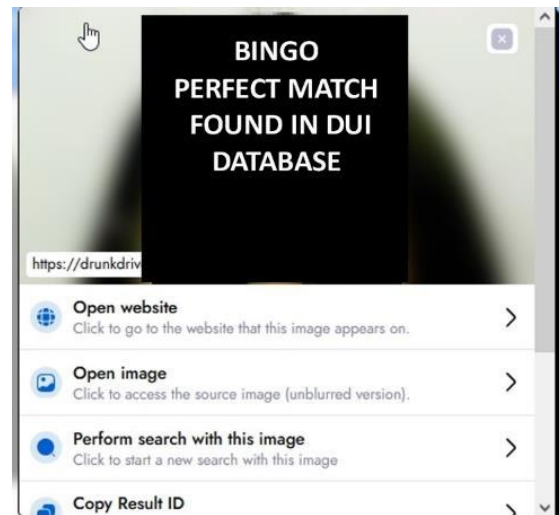 BINGO
PERFECT MATCH
FOUND IN DUI
DATABASE
https://drunkdriv
Open website
Click to go to the website that this image appears on.
Open image
Click to access the source image (unblurred version).
Perform search with this image
Click to start a new search with this image
Copy Result ID